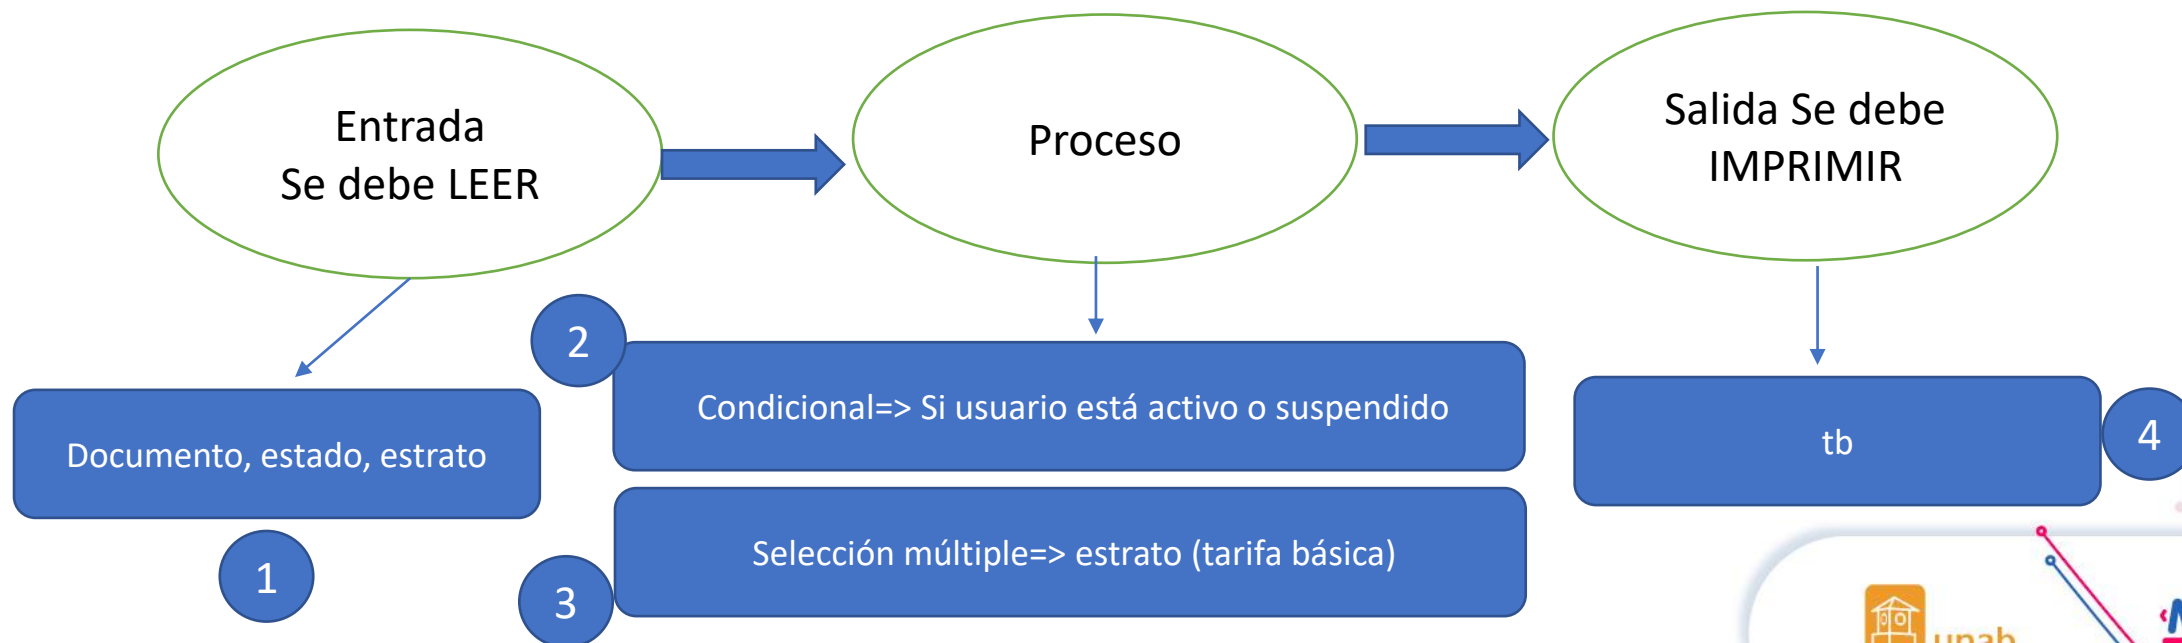 Entrada
Se debe LEER
Proceso
Salida Se debe
IMPRIMIR
2
Condicional=> Si usuario está activo o suspendido
Documento, estado, estrato
tb
4
1
3
Selección múltiple=> estrato (tarifa básica)
unab